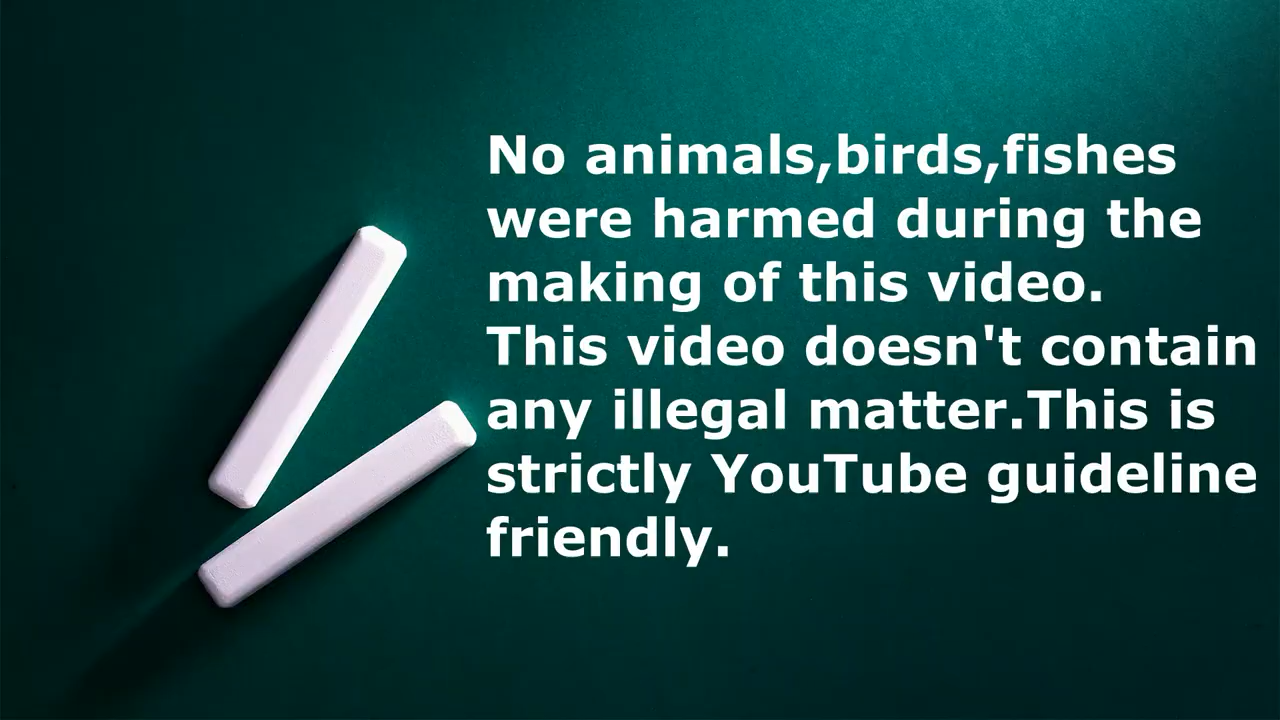 No animals,birds,fishes
were harmed during the
making of this video.
This video doesn't contain
any illegal matter.This is
strictly YouTube guideline
friendly.